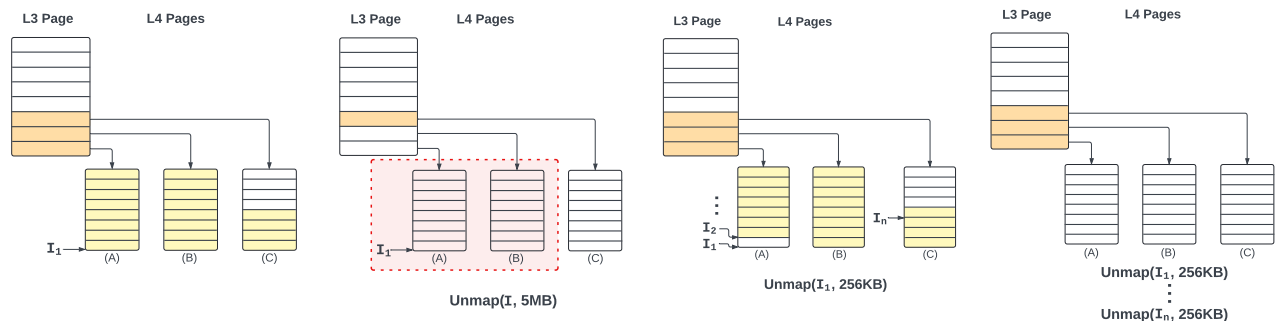 L3 Page L4 Pages
I₁
(A) (B) (C)
L3 Page L4 Pages
I₁
(A) (B) (C)
Unmap(I, 5MB)
L3 Page L4 Pages
⋮
I₂
I₁
Iₙ
(A) (B) (C)
Unmap(I₁, 256KB)
L3 Page L4 Pages
(A) (B) (C)
Unmap(I₁, 256KB)
⋮
Unmap(Iₙ, 256KB)